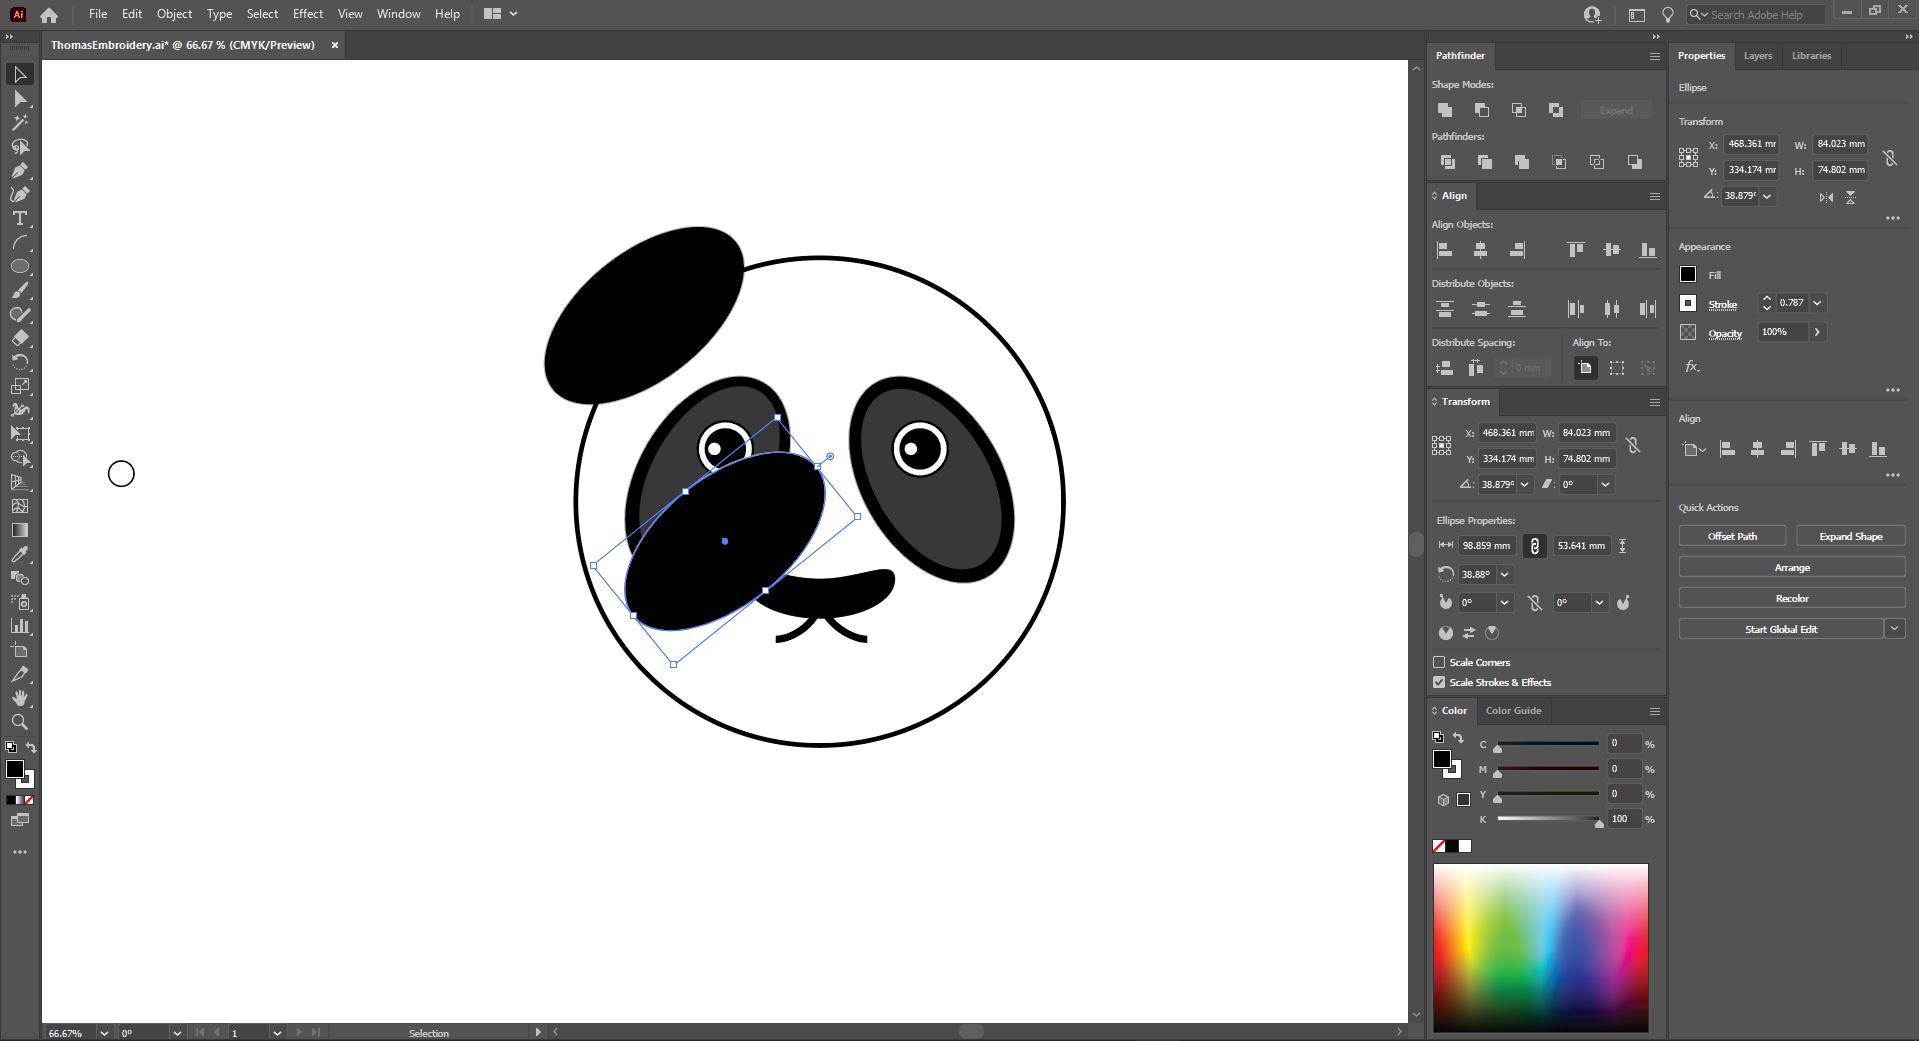 Ai File Edit Object Type Select Effect View Window Help Search Adobe Help
ThomasEmbroidery.ai* @ 66.67 % (CMYK/Preview) ×
Pathfinder
Shape Modes:
Expand
Pathfinders:
Align
Align Objects:
Distribute Objects:
Distribute Spacing: Align To:
0 mm
Transform
X: 468.361 mm W: 84.023 mm
Y: 334.174 mm H: 74.802 mm
38.879° 0°
Ellipse Properties:
98.859 mm 53.641 mm
38.88°
0° 0°
Scale Corners
Scale Strokes & Effects
Color Color Guide
C 0 %
M 0 %
Y 0 %
K 100 %
Properties Layers Libraries
Ellipse
Transform
X: 468.361 mr W: 84.023 mm
Y: 334.174 mr H: 74.802 mm
38.879°
Appearance
Fill
Stroke 0.787
Opacity 100%
fx.
Align
Quick Actions
Offset Path Expand Shape
Arrange
Recolor
Start Global Edit
66.67% 0° 1 Selection